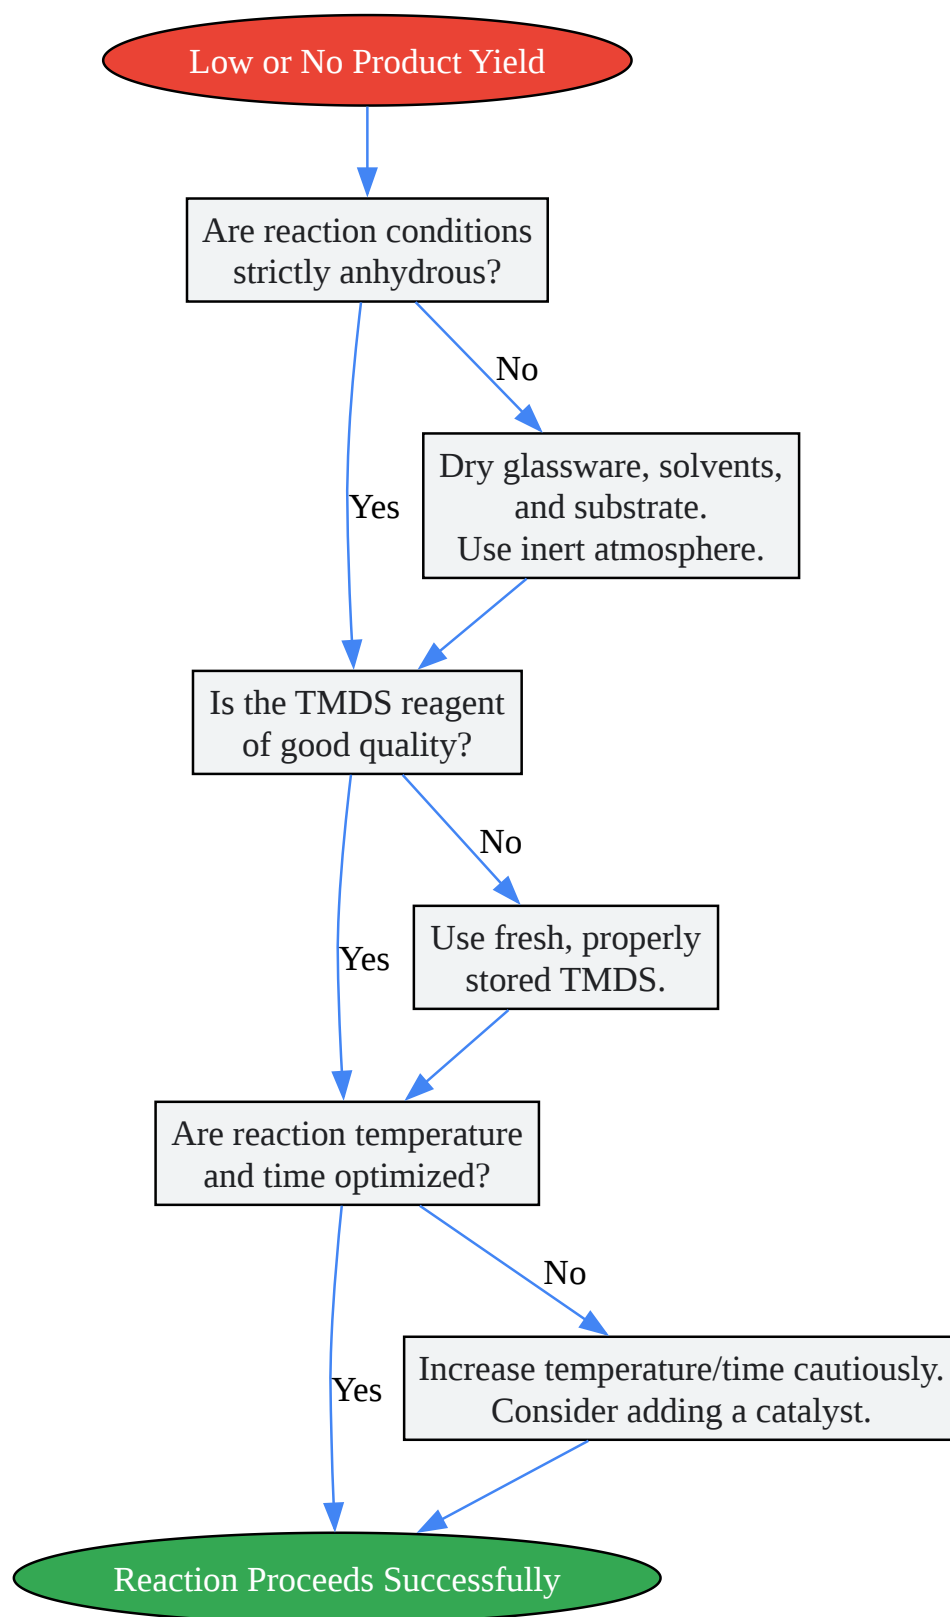 Low or No Product Yield
Are reaction conditions
strictly anhydrous?
No
Dry glassware, solvents,
and substrate.
Use inert atmosphere.
Yes
Is the TMDS reagent
of good quality?
No
Use fresh, properly
stored TMDS.
Yes
Are reaction temperature
and time optimized?
No
Increase temperature/time cautiously.
Consider adding a catalyst.
Yes
Reaction Proceeds Successfully